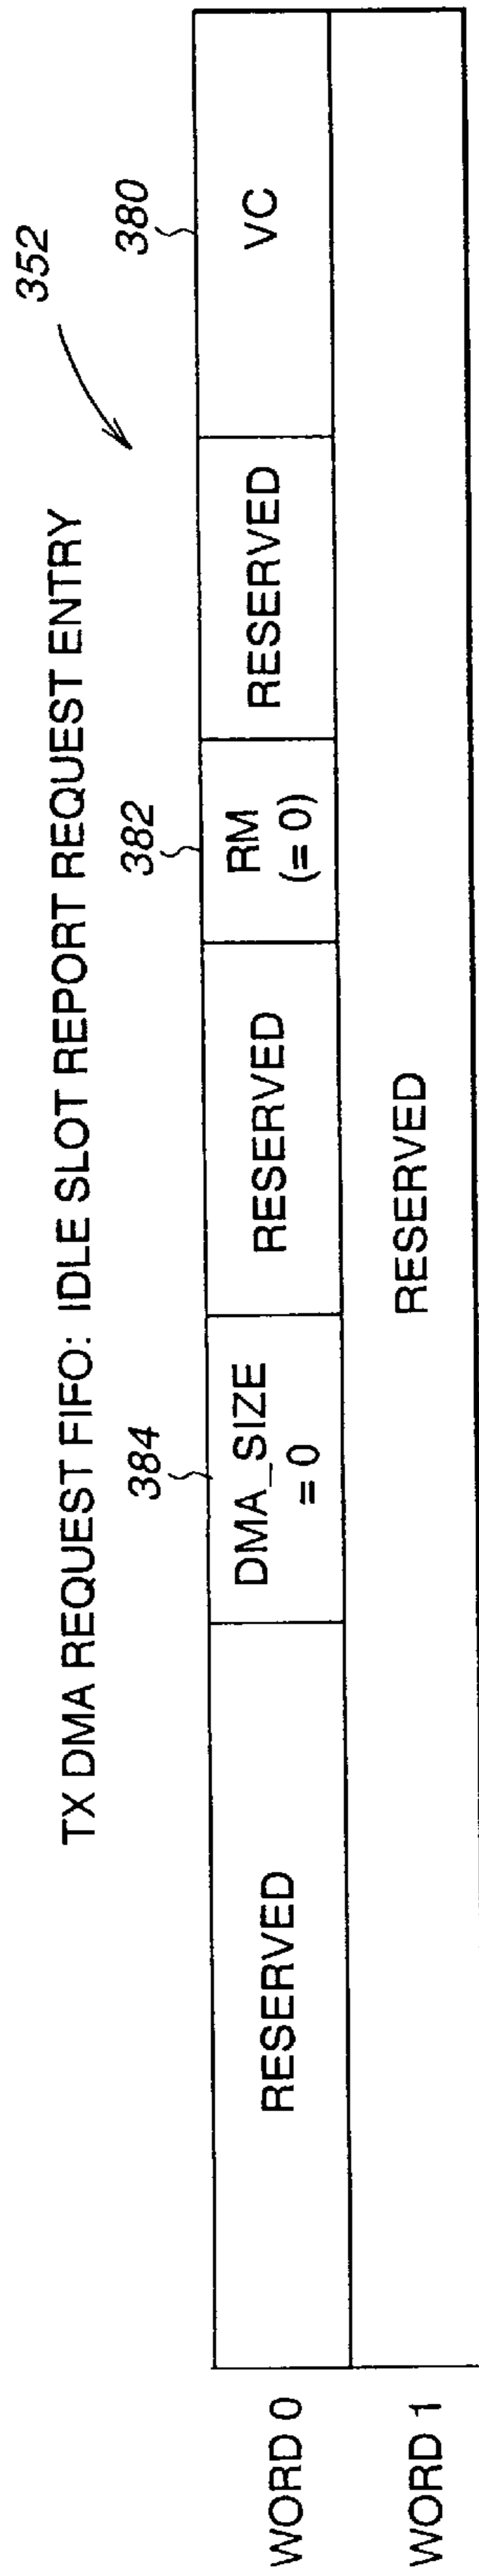 TX DMA REQUEST FIFO: IDLE SLOT REPORT REQUEST ENTRY
352
384
382
380
WORD 0
RESERVED
DMA_SIZE
= 0
RESERVED
RM
(= 0)
RESERVED
VC
WORD 1
RESERVED